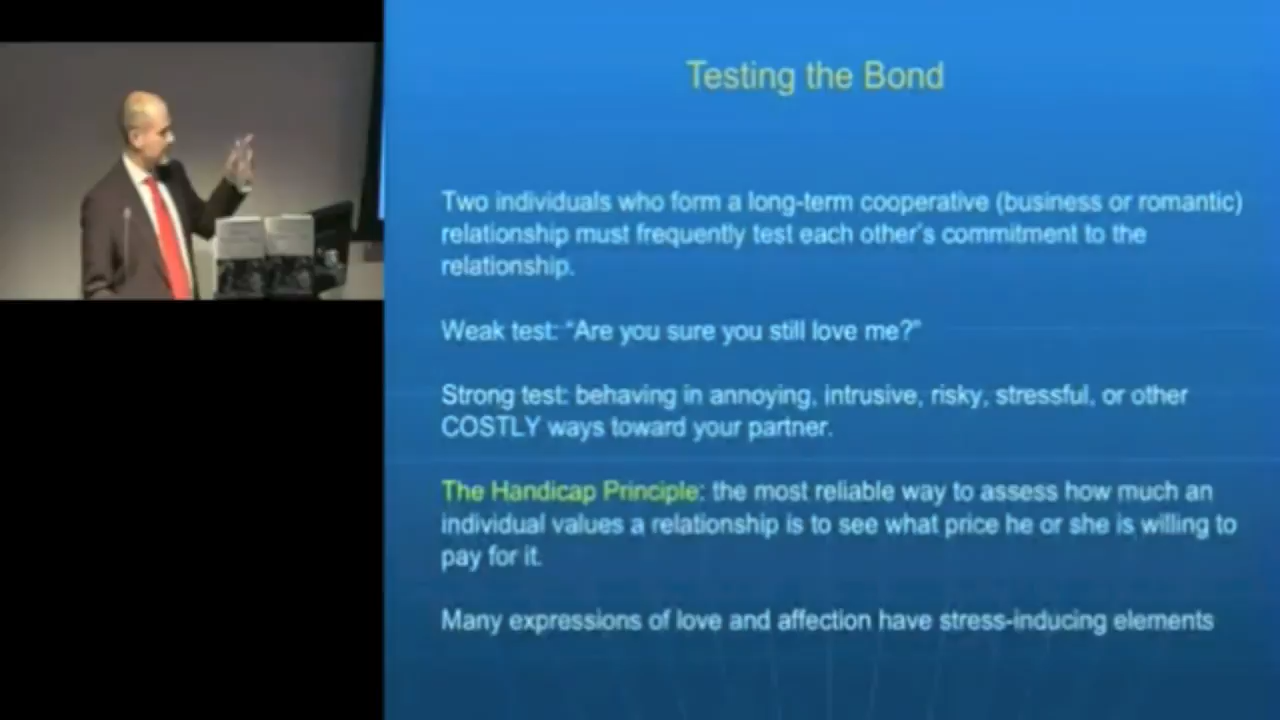 Testing the Bond
Two individuals who form a long-term cooperative (business or romantic)
relationship must frequently test each other's commitment to the
relationship.
Weak test: “Are you sure you still love me?”
Strong test: behaving in annoying, intrusive, risky, stressful, or other
COSTLY ways toward your partner.
The Handicap Principle: the most reliable way to assess how much an
individual values a relationship is to see what price he or she is willing to
pay for it.
Many expressions of love and affection have stress-inducing elements